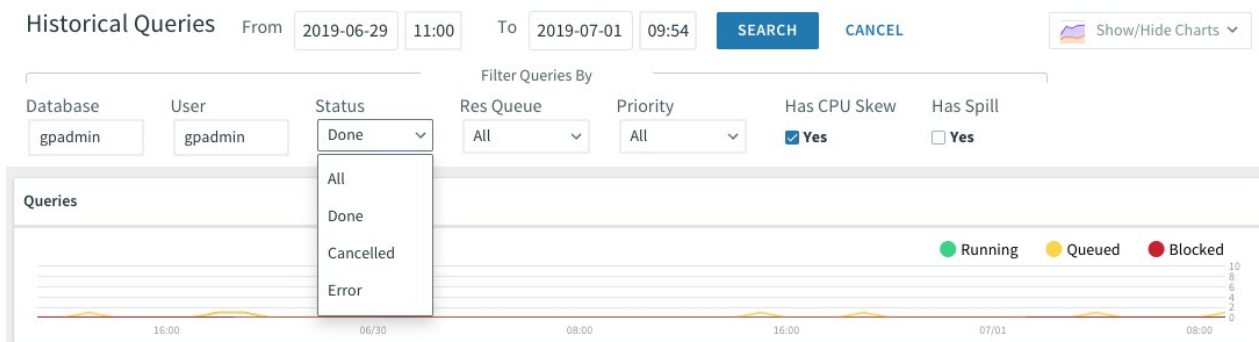 Historical Queries From 2019-06-29 11:00 To 2019-07-01 09:54 SEARCH CANCEL Show/Hide Charts
Filter Queries By
Database User Status Res Queue Priority Has CPU Skew Has Spill
gpadmin gpadmin Done All All Yes Yes
All
Done
Cancelled
Error
Queries
Running Queued Blocked
10
8
6
4
2
0
16:00 06/30 08:00 16:00 07/01 08:00